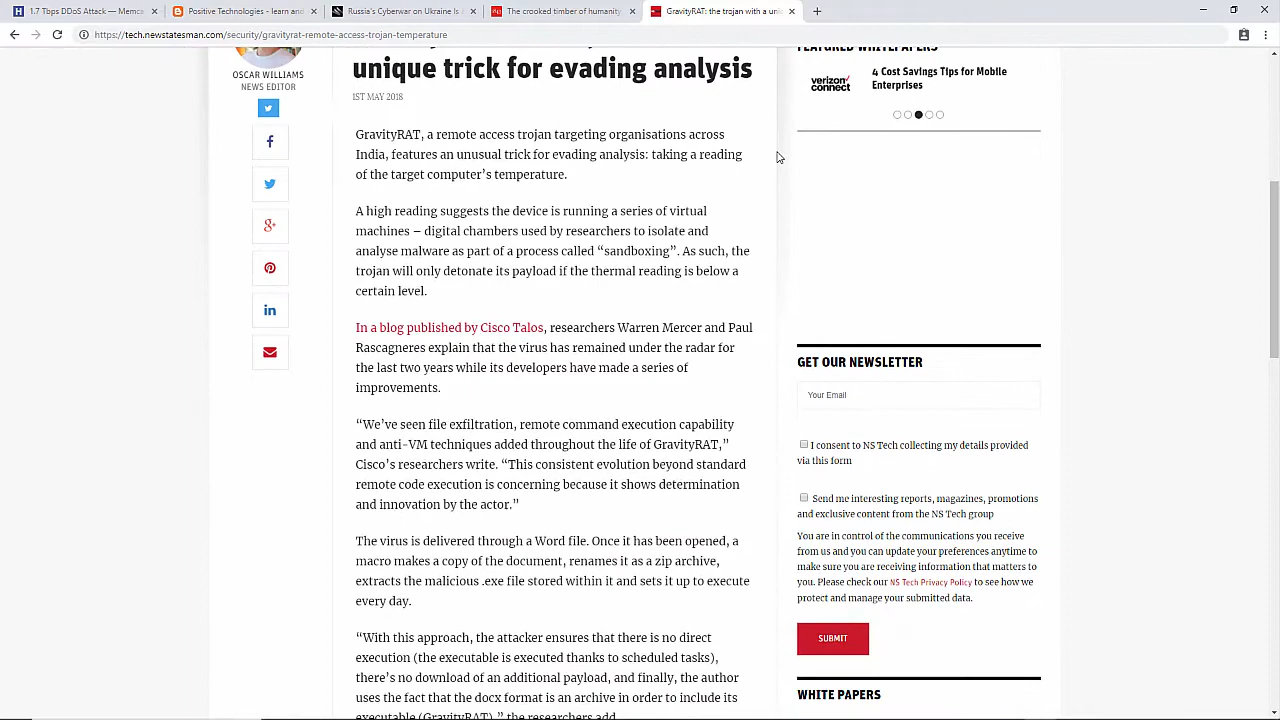 1.7 Tbps DDoS Attack — Memca
Positive Technologies - learn and
Russia's Cyberwar on Ukraine Is
The crooked timber of humanity
GravityRAT: the trojan with a uni
https://tech.newstatesman.com/security/gravityrat-remote-access-trojan-temperature
OSCAR WILLIAMS
NEWS EDITOR
unique trick for evading analysis
1ST MAY 2018
GravityRAT, a remote access trojan targeting organisations across
India, features an unusual trick for evading analysis: taking a reading
of the target computer's temperature.
A high reading suggests the device is running a series of virtual
machines – digital chambers used by researchers to isolate and
analyse malware as part of a process called “sandboxing”. As such, the
trojan will only detonate its payload if the thermal reading is below a
certain level.
In a blog published by Cisco Talos, researchers Warren Mercer and Paul
Rascagneres explain that the virus has remained under the radar for
the last two years while its developers have made a series of
improvements.
“We’ve seen file exfiltration, remote command execution capability
and anti-VM techniques added throughout the life of GravityRAT,”
Cisco’s researchers write. “This consistent evolution beyond standard
remote code execution is concerning because it shows determination
and innovation by the actor.”
The virus is delivered through a Word file. Once it has been opened, a
macro makes a copy of the document, renames it as a zip archive,
extracts the malicious .exe file stored within it and sets it up to execute
every day.
“With this approach, the attacker ensures that there is no direct
execution (the executable is executed thanks to scheduled tasks),
there’s no download of an additional payload, and finally, the author
uses the fact that the docx format is an archive in order to include its
executable (GravityRAT),” the researchers add.
FEATURED WHITEPAPERS
verizon✓
connect
4 Cost Savings Tips for Mobile
Enterprises
GET OUR NEWSLETTER
Your Email
I consent to NS Tech collecting my details provided
via this form
Send me interesting reports, magazines, promotions
and exclusive content from the NS Tech group
You are in control of the communications you receive
from us and you can update your preferences anytime to
make sure you are receiving information that matters to
you. Please check our NS Tech Privacy Policy to see how we
protect and manage your submitted data.
SUBMIT
WHITE PAPERS